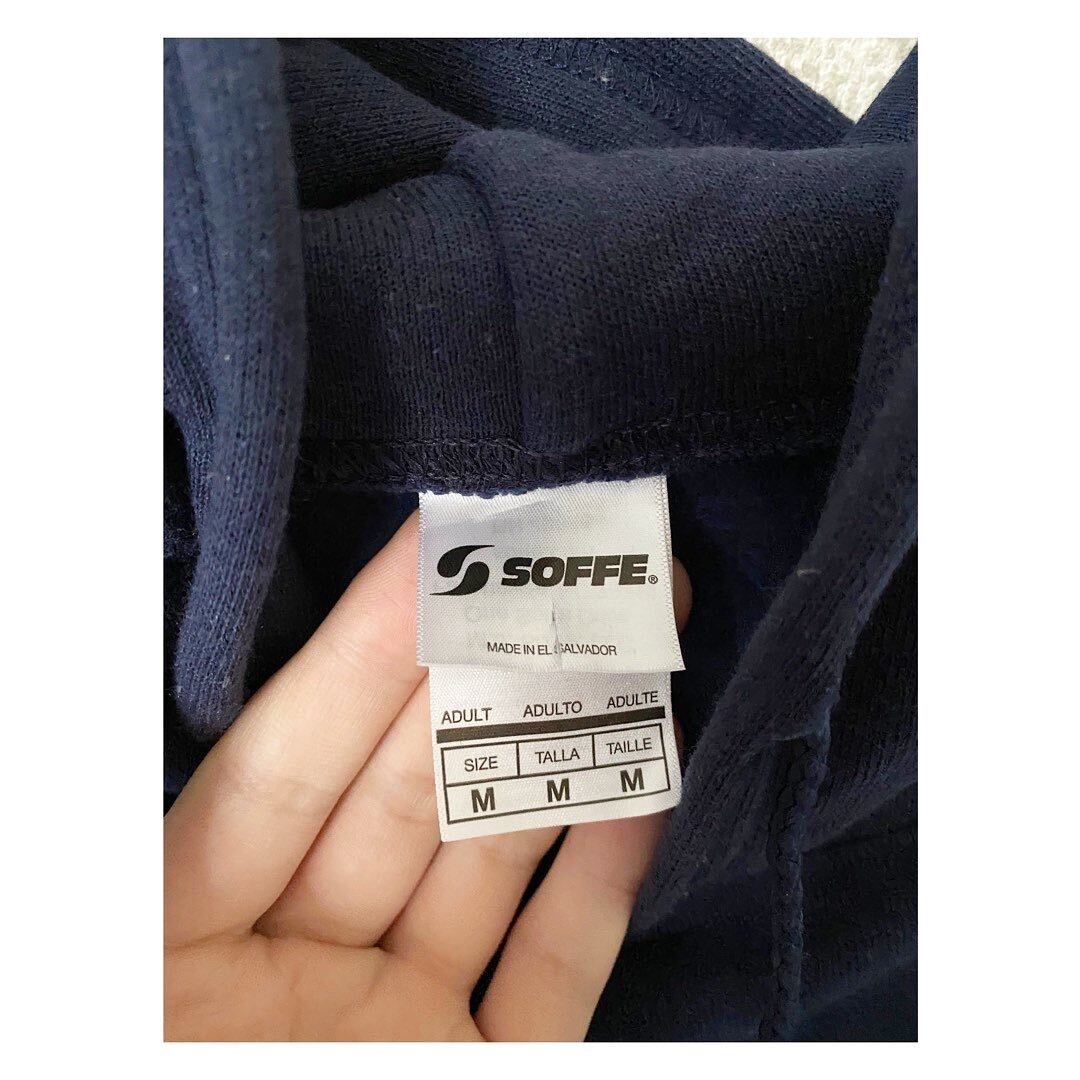 SOFFE®
MADE IN EL SALVADOR
ADULT ADULTO ADULTE
SIZE TALLA TAILLE
M M M